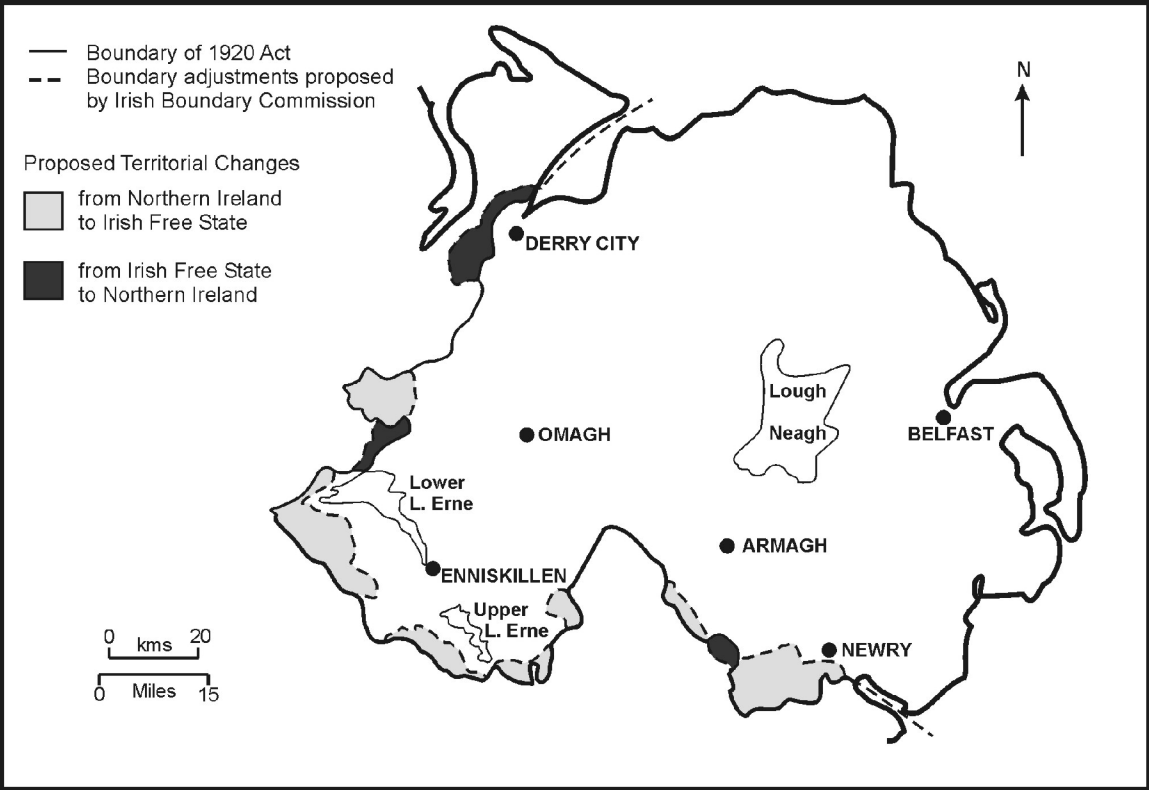 Boundary of 1920 Act
Boundary adjustments proposed
by Irish Boundary Commission
Proposed Territorial Changes
from Northern Ireland
to Irish Free State
from Irish Free State
to Northern Ireland
N
DERRY CITY
Lough
Neagh
BELFAST
OMAGH
Lower
L. Erne
ARMAGH
ENNISKILLEN
Upper
L. Erne
NEWRY
0 kms 20
0 Miles 15